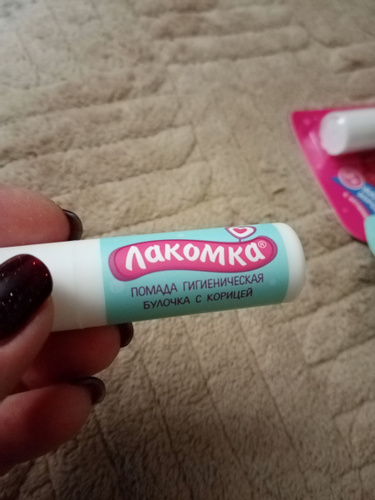 Лакомка®
ПОМАДА ГИГИЕНИЧЕСКАЯ
БУЛОЧКА С КОРИЦЕЙ